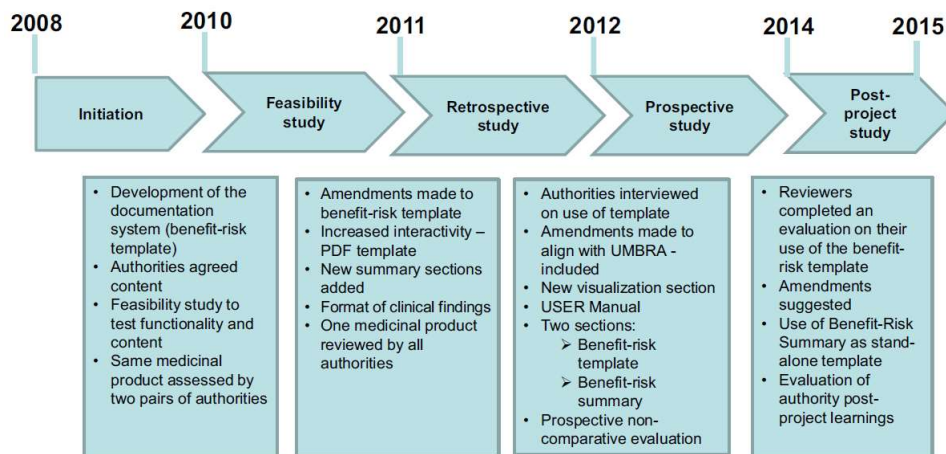 2008
2010
2011
2012
2014
2015
Initiation
Feasibility
study
Retrospective
study
Prospective
study
Post-
project
study
• Development of the
documentation
system (benefit-risk
template)
• Authorities agreed
content
• Feasibility study to
test functionality and
content
• Same medicinal
product assessed by
two pairs of authorities
• Amendments made to
benefit-risk template
• Increased interactivity –
PDF template
• New summary sections
added
• Format of clinical findings
• One medicinal product
reviewed by all
authorities
• Authorities interviewed
on use of template
• Amendments made to
align with UMBRA -
included
• New visualization section
• USER Manual
• Two sections:
➢ Benefit-risk
template
➢ Benefit-risk
summary
• Prospective non-
comparative evaluation
• Reviewers
completed an
evaluation on their
use of the benefit-
risk template
• Amendments
suggested
• Use of Benefit-Risk
Summary as stand-
alone template
• Evaluation of
authority post-
project learnings